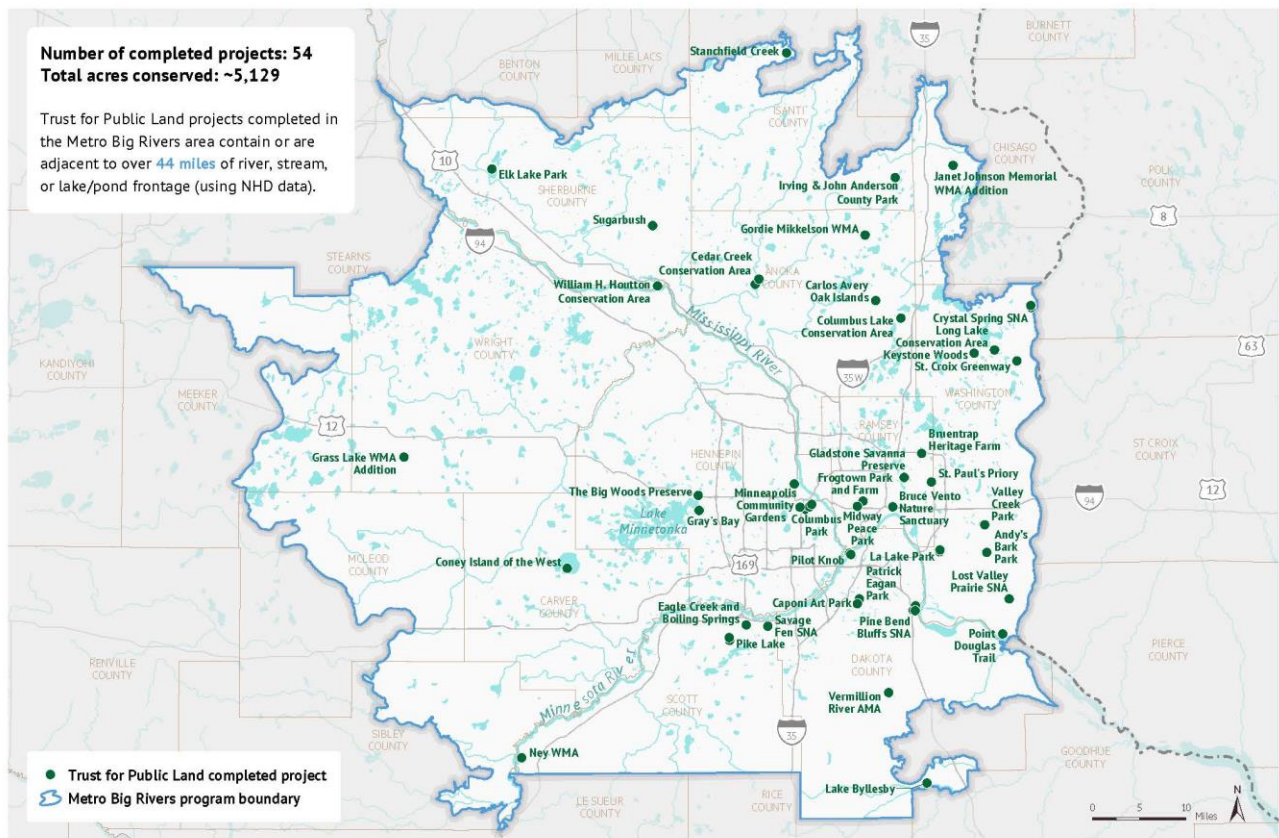 Number of completed projects: 54
Total acres conserved: ~5,129
Trust for Public Land projects completed in
the Metro Big Rivers area contain or are
adjacent to over 44 miles of river, stream,
or lake/pond frontage (using NHD data).
BURNETT
COUNTY
35
Stanchfield Creek
MILLE LACS
COUNTY
BENTON
COUNTY
ISANTI
COUNTY
CHISAGO
COUNTY
10
Elk Lake Park
SHERBURNE
COUNTY
Janet Johnson Memorial
WMA Addition
Irving & John Anderson
County Park
POLK
COUNTY
8
Sugarbush
Gordie Mikkelson WMA
94
STEARNS
COUNTY
Cedar Creek
Conservation Area
ANOKA
COUNTY
William H. Houtton
Conservation Area
Carlos Avery
Oak Islands
Mississippi River
Columbus Lake
Conservation Area
Crystal Spring SNA
Long Lake
Conservation Area
Keystone Woods
St. Croix Greenway
WRIGHT
COUNTY
63
KANDIYOHI
COUNTY
35W
MEEKER
COUNTY
WASHINGTON
COUNTY
12
RAMSEY
COUNTY
Bruentrap
Heritage Farm
ST CROIX
COUNTY
Grass Lake WMA
Addition
HENNEPIN
COUNTY
Gladstone Savanna
Preserve
St. Paul's Priory
Frogtown Park
and Farm
The Big Woods Preserve
Minneapolis
Community
Gardens
Bruce Vento
Nature
Sanctuary
Valley
Creek
Park
94
12
Gray's Bay
Lake
Minnetonka
Columbus
Park
Midway
Peace
Park
Andy's
Bark
Park
MCLEOD
COUNTY
Coney Island of the West
169
Pilot Knob
La Lake Park
Patrick
Eagan
Park
Lost Valley
Prairie SNA
CARVER
COUNTY
Eagle Creek and
Boiling Springs
Caponi Art Park
Savage
Fen SNA
Pine Bend
Bluffs SNA
Pike Lake
Point
Douglas
Trail
PIERCE
COUNTY
RENVILLE
COUNTY
DAKOTA
COUNTY
Minnesota River
SCOTT
COUNTY
Vermillion
River AMA
SIBLEY
COUNTY
35
Ney WMA
GOODHUE
COUNTY
Lake Byllesby
LE SUEUR
COUNTY
RICE
COUNTY
Trust for Public Land completed project
Metro Big Rivers program boundary
N
0 5 10
Miles